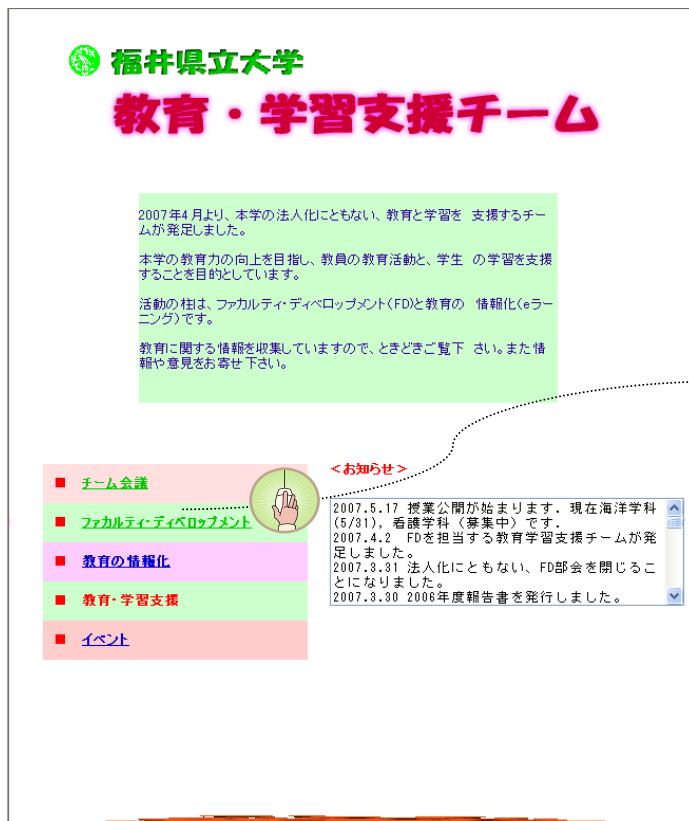 福井県立大学
教育・学習支援チーム
2007年4月より、本学の法人化にともない、教育と学習を 支援するチー
ムが発足しました。
本学の教育力の向上を目指し、教員の教育活動と、学生 の学習を支援
することを目的としています。
活動の柱は、ファカルティ・ディベロップメント(FD)と教育の 情報化(eラー
ニング)です。
教育に関する情報を収集していますので、ときどきご覧下 さい。また情
報や意見をお寄せ下さい。
チーム会議
ファカルティ・ディベロップメント
教育の情報化
教育・学習支援
イベント
<お知らせ>
2007.5.17 授業公開が始まります．現在海洋学科
(5/31)，看護学科（募集中）です．
2007.4.2 FDを担当する教育学習支援チームが発
足しました。
2007.3.31 法人化にともない、FD部会を閉じるこ
とになりました。
2007.3.30 2006年度報告書を発行しました。